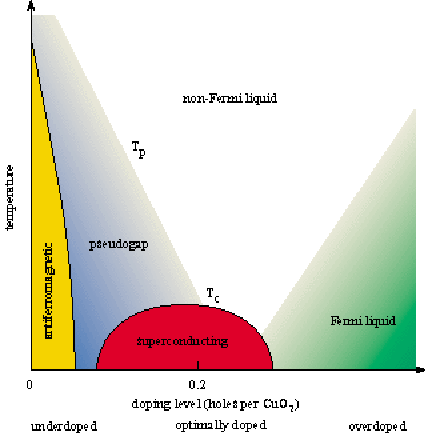 non-Fermi liquid
Tp
temperature
pseudogap
antiferromagnetic
Tc
superconducting
Fermi liquid
0
0.2
doping level (holes per CuO2)
underdoped
optimally doped
overdoped